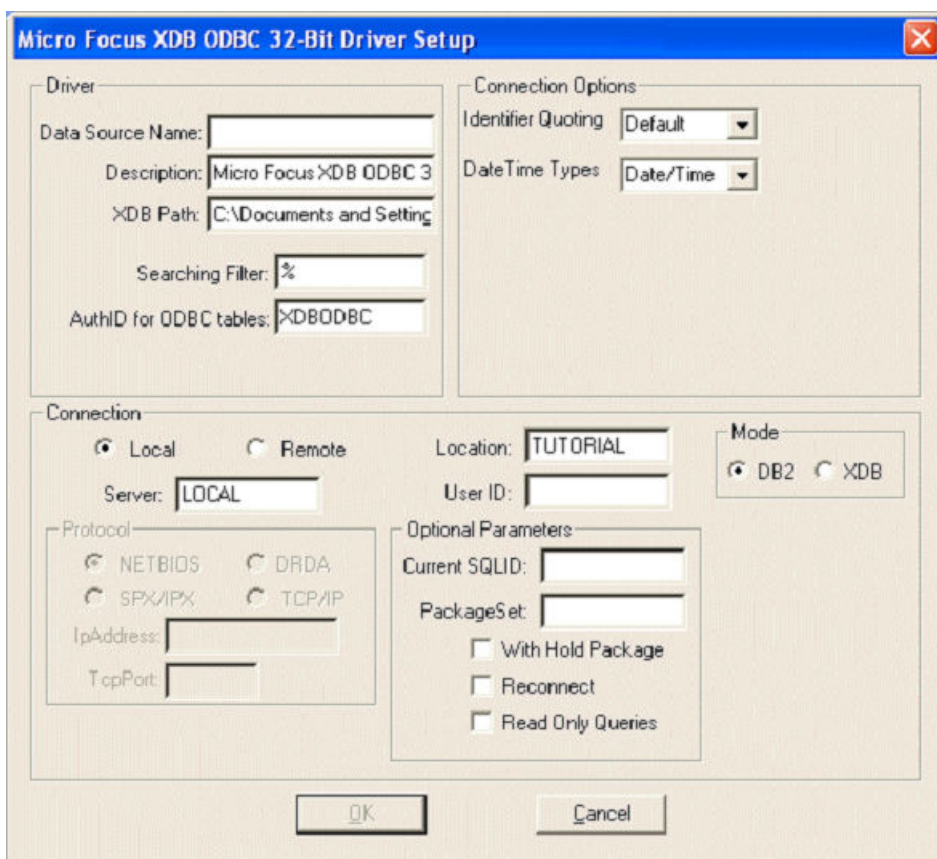 Micro Focus XDB ODBC 32-Bit Driver Setup
Driver
Data Source Name:
Description: Micro Focus XDB ODBC 3
XDB Path: C:\Documents and Setting
Searching Filter: %
AuthID for ODBC tables: XDBODBC
Connection Options
Identifier Quoting Default
DateTime Types Date/Time
Connection
Local Remote
Server: LOCAL
Location: TUTORIAL
User ID:
Mode
DB2 XDB
Protocol
NETBIOS DRDA
SPX/IPX TCP/IP
IpAddress:
TcpPort:
Optional Parameters
Current SQLID:
PackageSet:
With Hold Package
Reconnect
Read Only Queries
OK Cancel